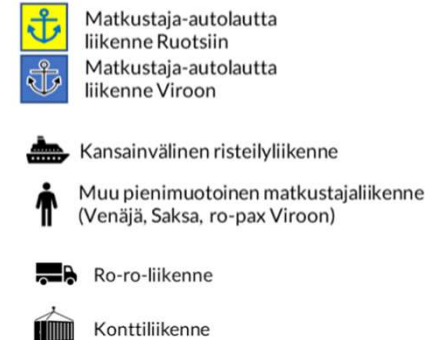 Matkustaja-autolautta
liikenne Ruotsiin
Matkustaja-autolautta
liikenne Viroon
Kansainvälinen risteilyliikenne
Muu pienimuotoinen matkustajaliikenne
(Venäjä, Saksa, ro-pax Viroon)
Ro-ro-liikenne
Konttiliikenne